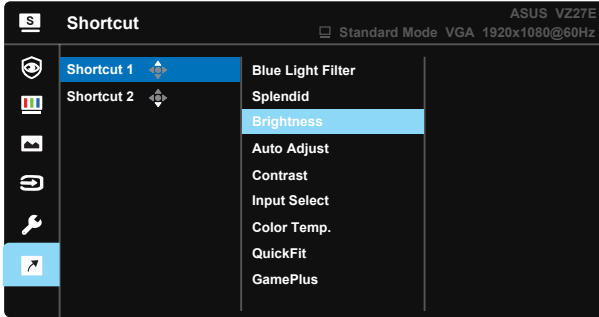 S
Shortcut
ASUS VZ27E
Standard Mode VGA 1920x1080@60Hz
Shortcut 1
Shortcut 2
Blue Light Filter
Splendid
Brightness
Auto Adjust
Contrast
Input Select
Color Temp.
QuickFit
GamePlus